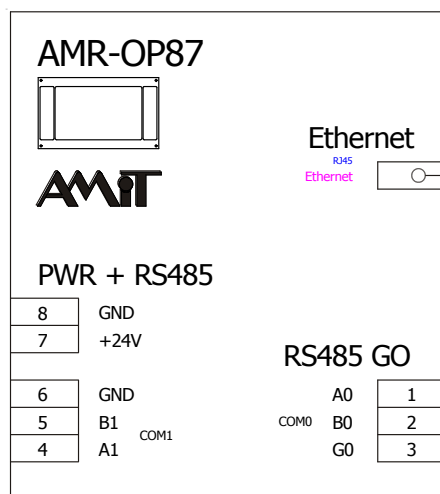 AMR-OP87
AMiT
Ethernet
RJ45
Ethernet
PWR + RS485
8 GND
7 +24V
RS485 GO
6 GND
5 B1
4 A1
COM1
A0 1
COM0 B0 2
G0 3